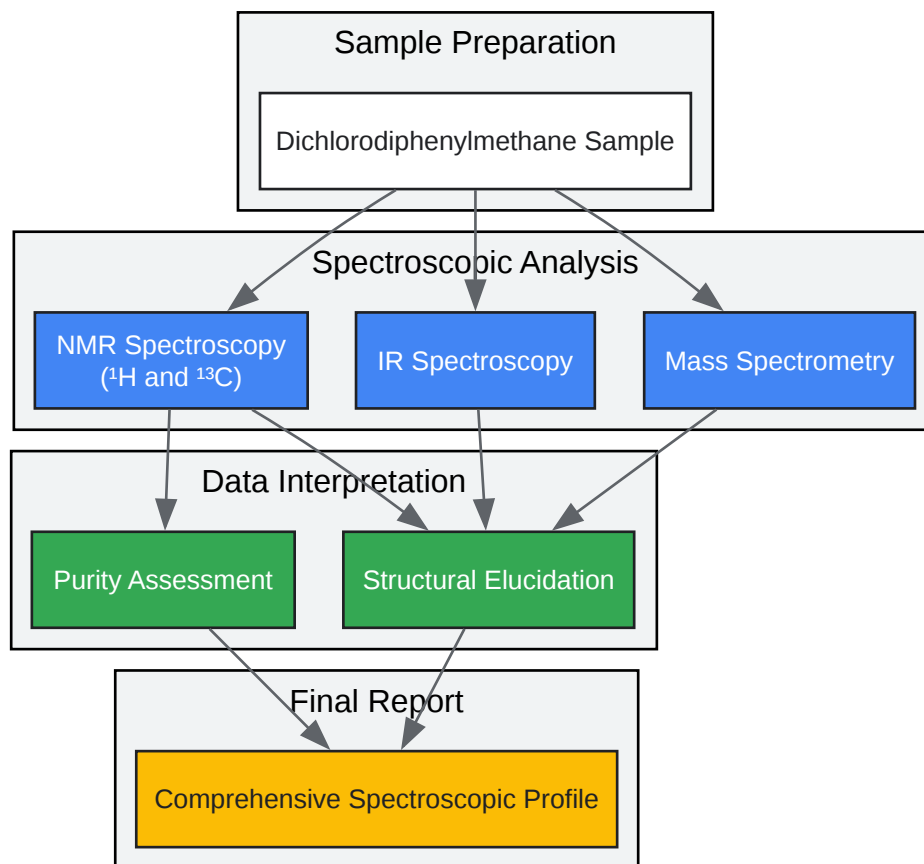 Sample Preparation
Dichlorodiphenylmethane Sample
Spectroscopic Analysis
NMR Spectroscopy
(¹H and ¹³C)
IR Spectroscopy
Mass Spectrometry
Data Interpretation
Purity Assessment
Structural Elucidation
Final Report
Comprehensive Spectroscopic Profile